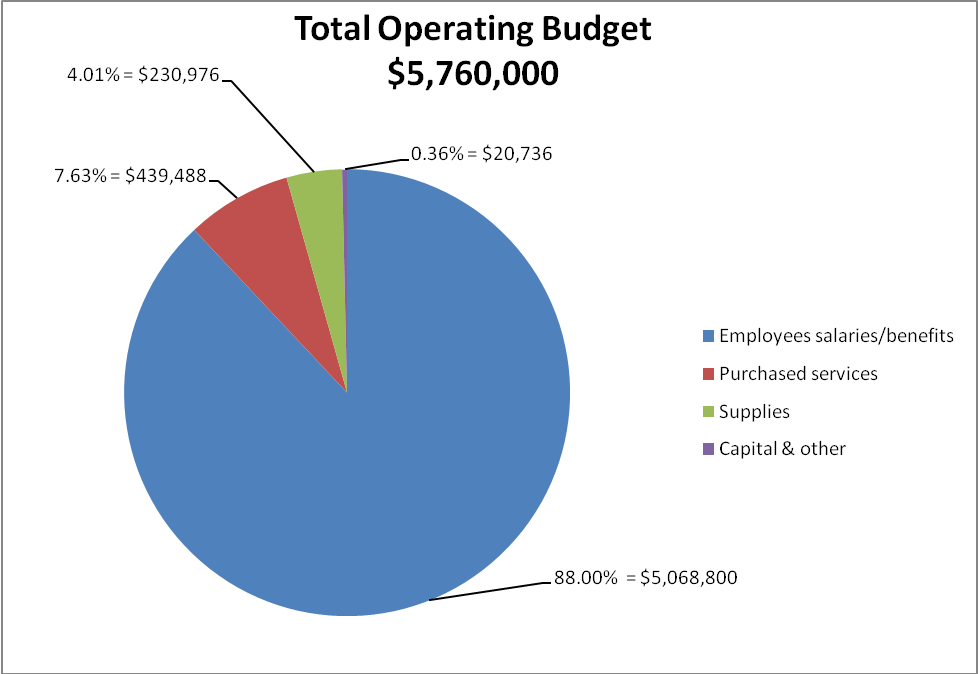 Total Operating Budget
$5,760,000
4.01% = $230,976
0.36% = $20,736
7.63% = $439,488
Employees salaries/benefits
Purchased services
Supplies
Capital & other
88.00%  = $5,068,800